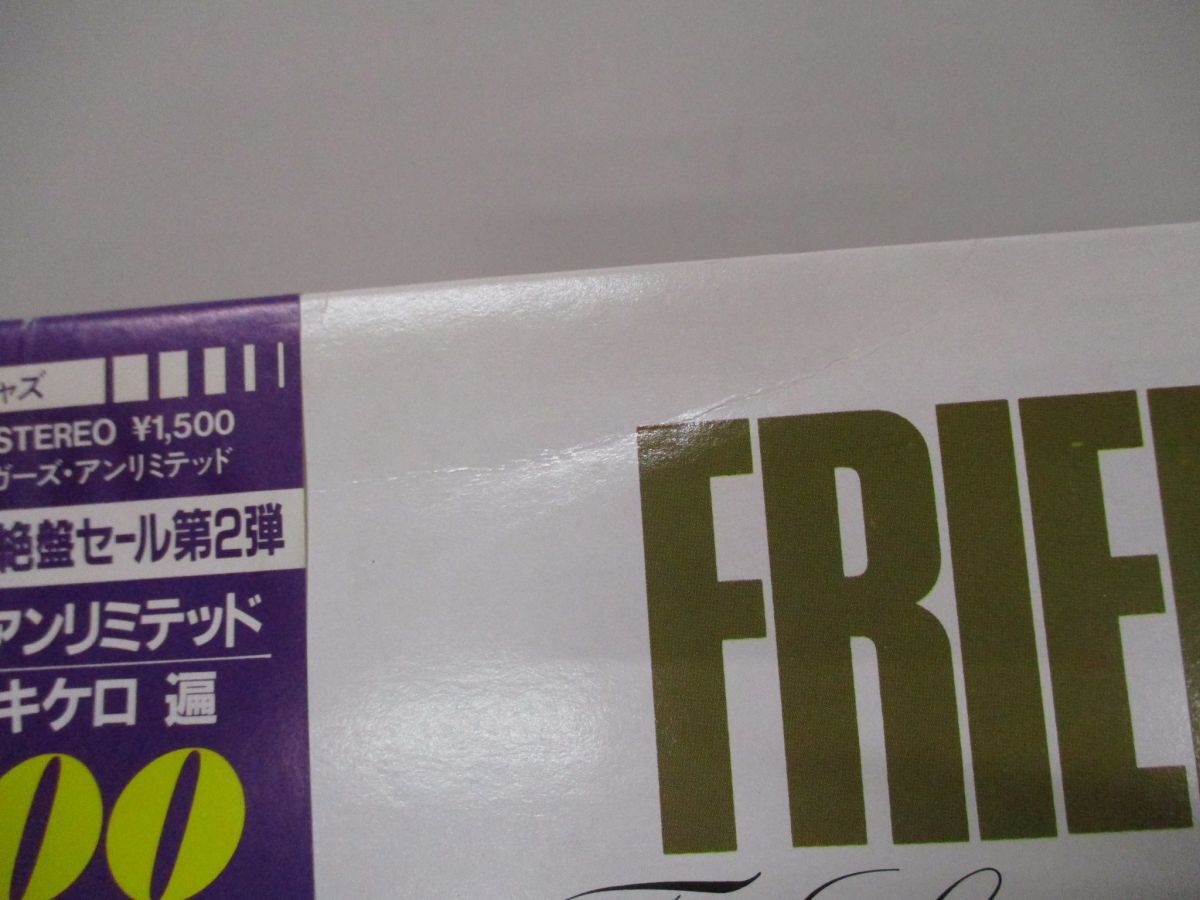 ャズ
STEREO ¥1,500
ガーズ・アンリミテッド
絶盤セール第2弾
アンリミテッド
キケロ 遍
00
FRIE